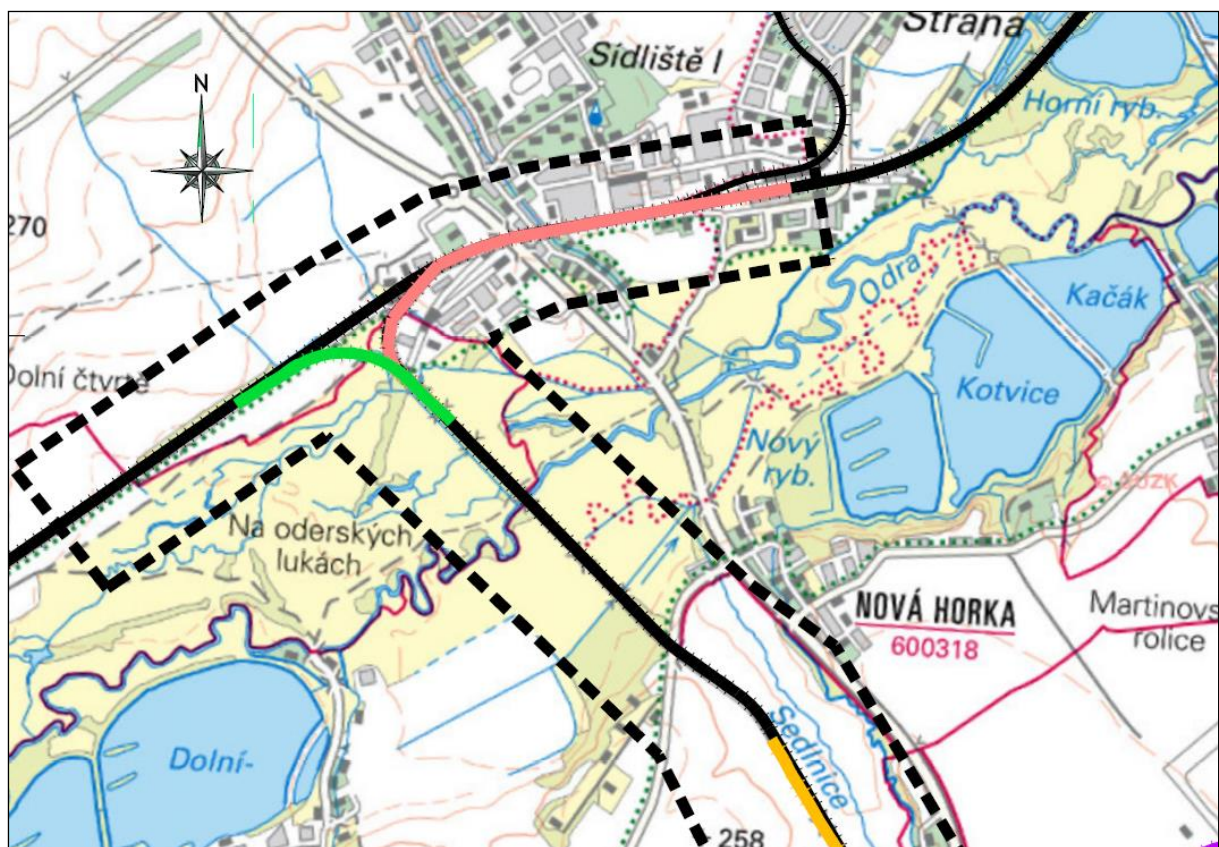 Strana
Sídliště I
N
Horní ryb.
270
Odra
Kačák
Dolní čtvrtě
Kotvice
Nový
ryb.
© ČÚZK
Na oderských
lukách
NOVÁ HORKA
600318
Martinovs
rolice
Sedlnice
Dolní-
258